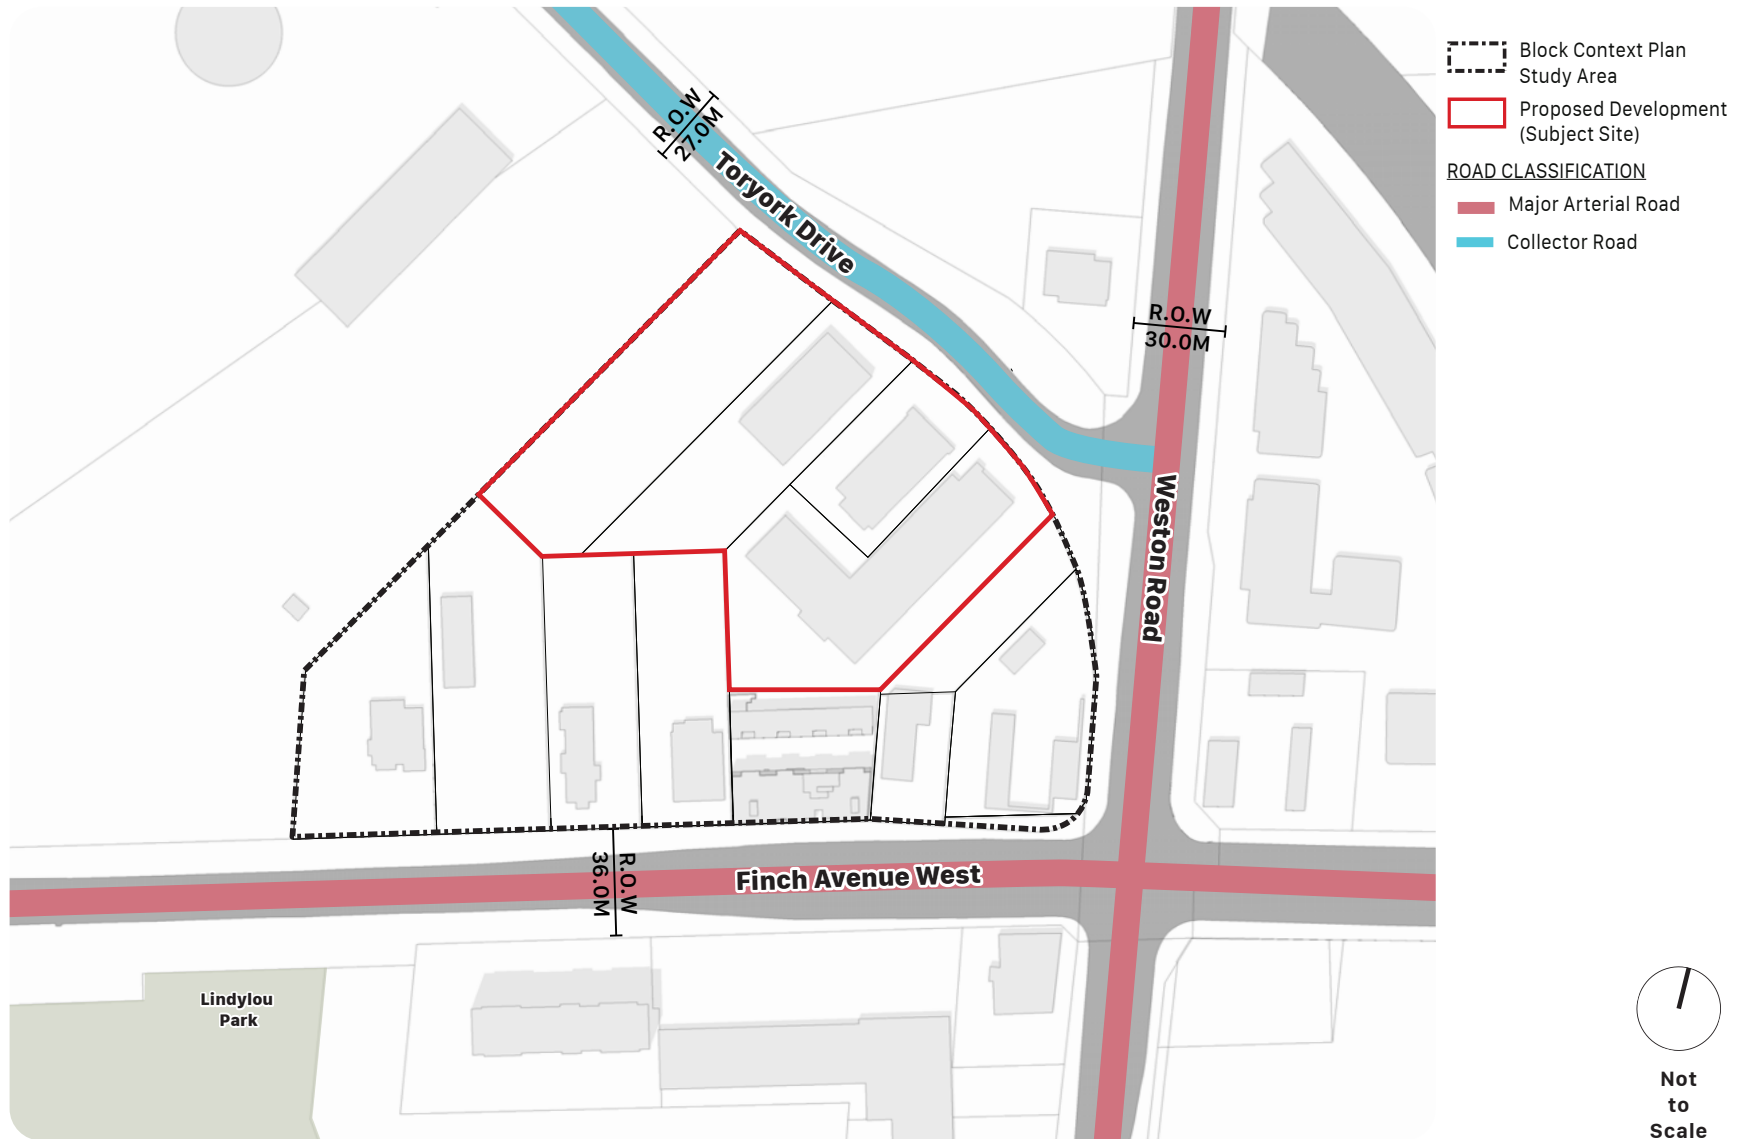 R.O.W
27.0M
Toryork Drive
R.O.W
30.0M
Weston Road
Finch Avenue West
R.O.W
36.0M
Lindylou
Park
Block Context Plan
Study Area
Proposed Development
(Subject Site)
ROAD CLASSIFICATION
Major Arterial Road
Collector Road
Not
to
Scale